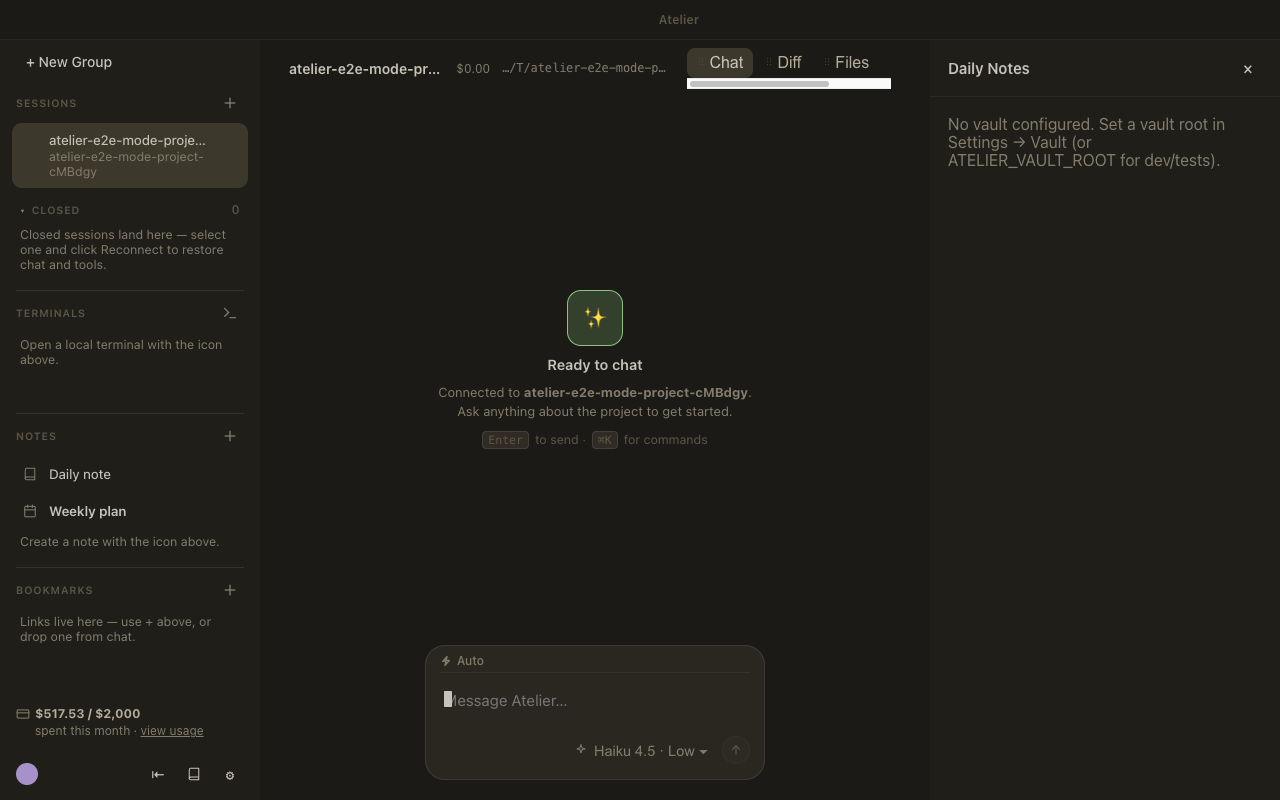 Atelier
+ New Group
SESSIONS
atelier-e2e-mode-proje...
atelier-e2e-mode-project-
cMBdgy
CLOSED
0
Closed sessions land here — select
one and click Reconnect to restore
chat and tools.
TERMINALS
Open a local terminal with the icon
above.
NOTES
Daily note
Weekly plan
Create a note with the icon above.
BOOKMARKS
Links live here — use + above, or
drop one from chat.
$517.53 / $2,000
spent this month · view usage
atelier-e2e-mode-pr... $0.00 …/T/atelier-e2e-mode-p…
Chat Diff Files
Ready to chat
Connected to atelier-e2e-mode-project-cMBdgy.
Ask anything about the project to get started.
Enter to send · ⌘K for commands
Auto
Message Atelier...
Haiku 4.5 · Low
Daily Notes
No vault configured. Set a vault root in
Settings → Vault (or
ATELIER_VAULT_ROOT for dev/tests).